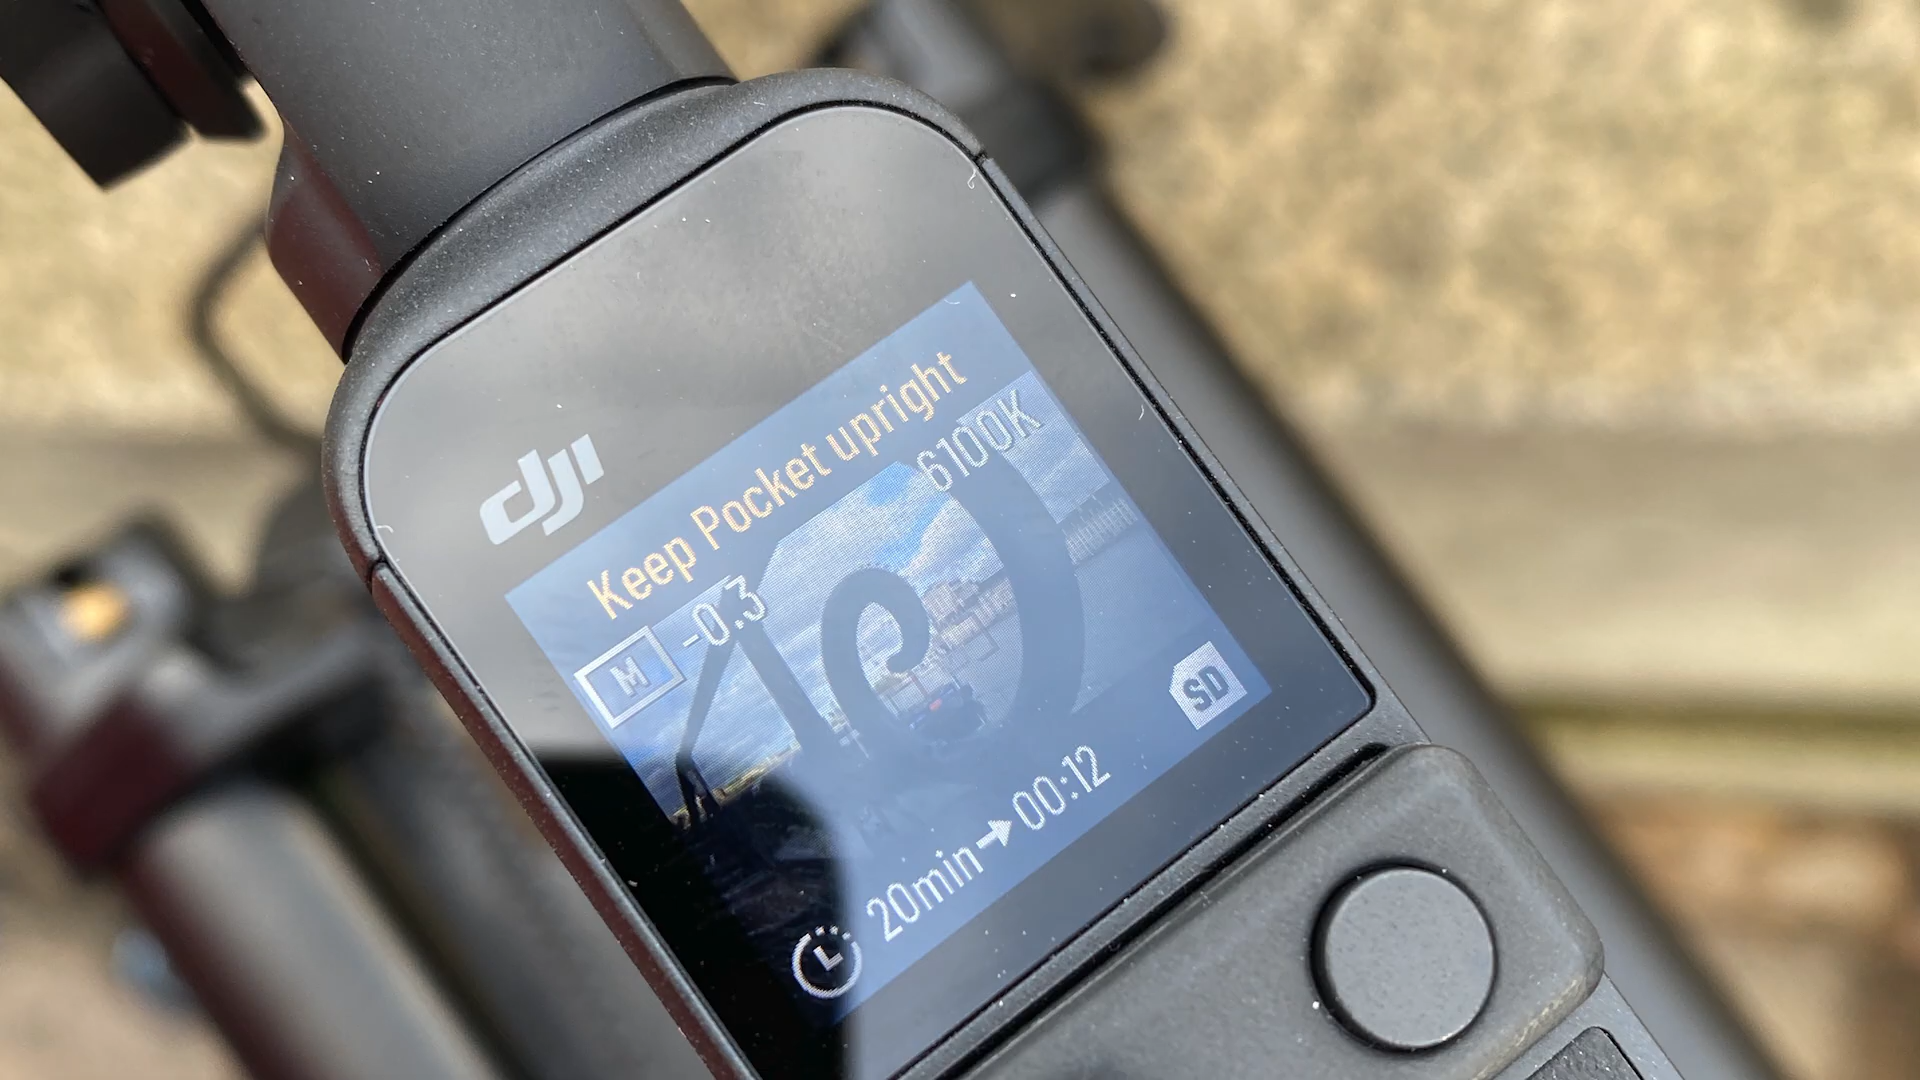 dji
Keep Pocket upright
M -0.3 6100K
SD
20min→00:12